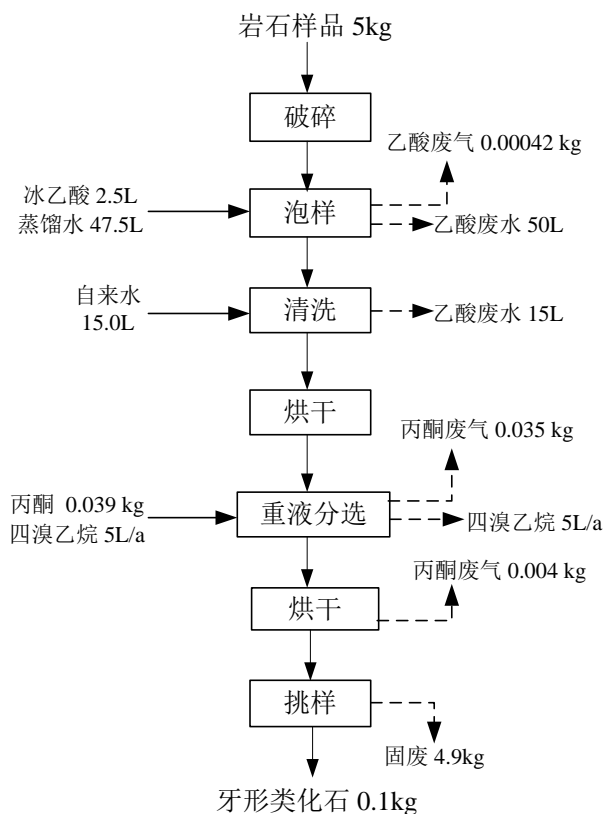 岩石样品 5kg
破碎
乙酸废气 0.00042 kg
冰乙酸 2.5L
蒸馏水 47.5L
泡样
乙酸废水 50L
自来水
15.0L
清洗
乙酸废水 15L
烘干
丙酮废气 0.035 kg
丙酮 0.039 kg
四溴乙烷 5L/a
重液分选
四溴乙烷 5L/a
丙酮废气 0.004 kg
烘干
挑样
固废 4.9kg
牙形类化石 0.1kg